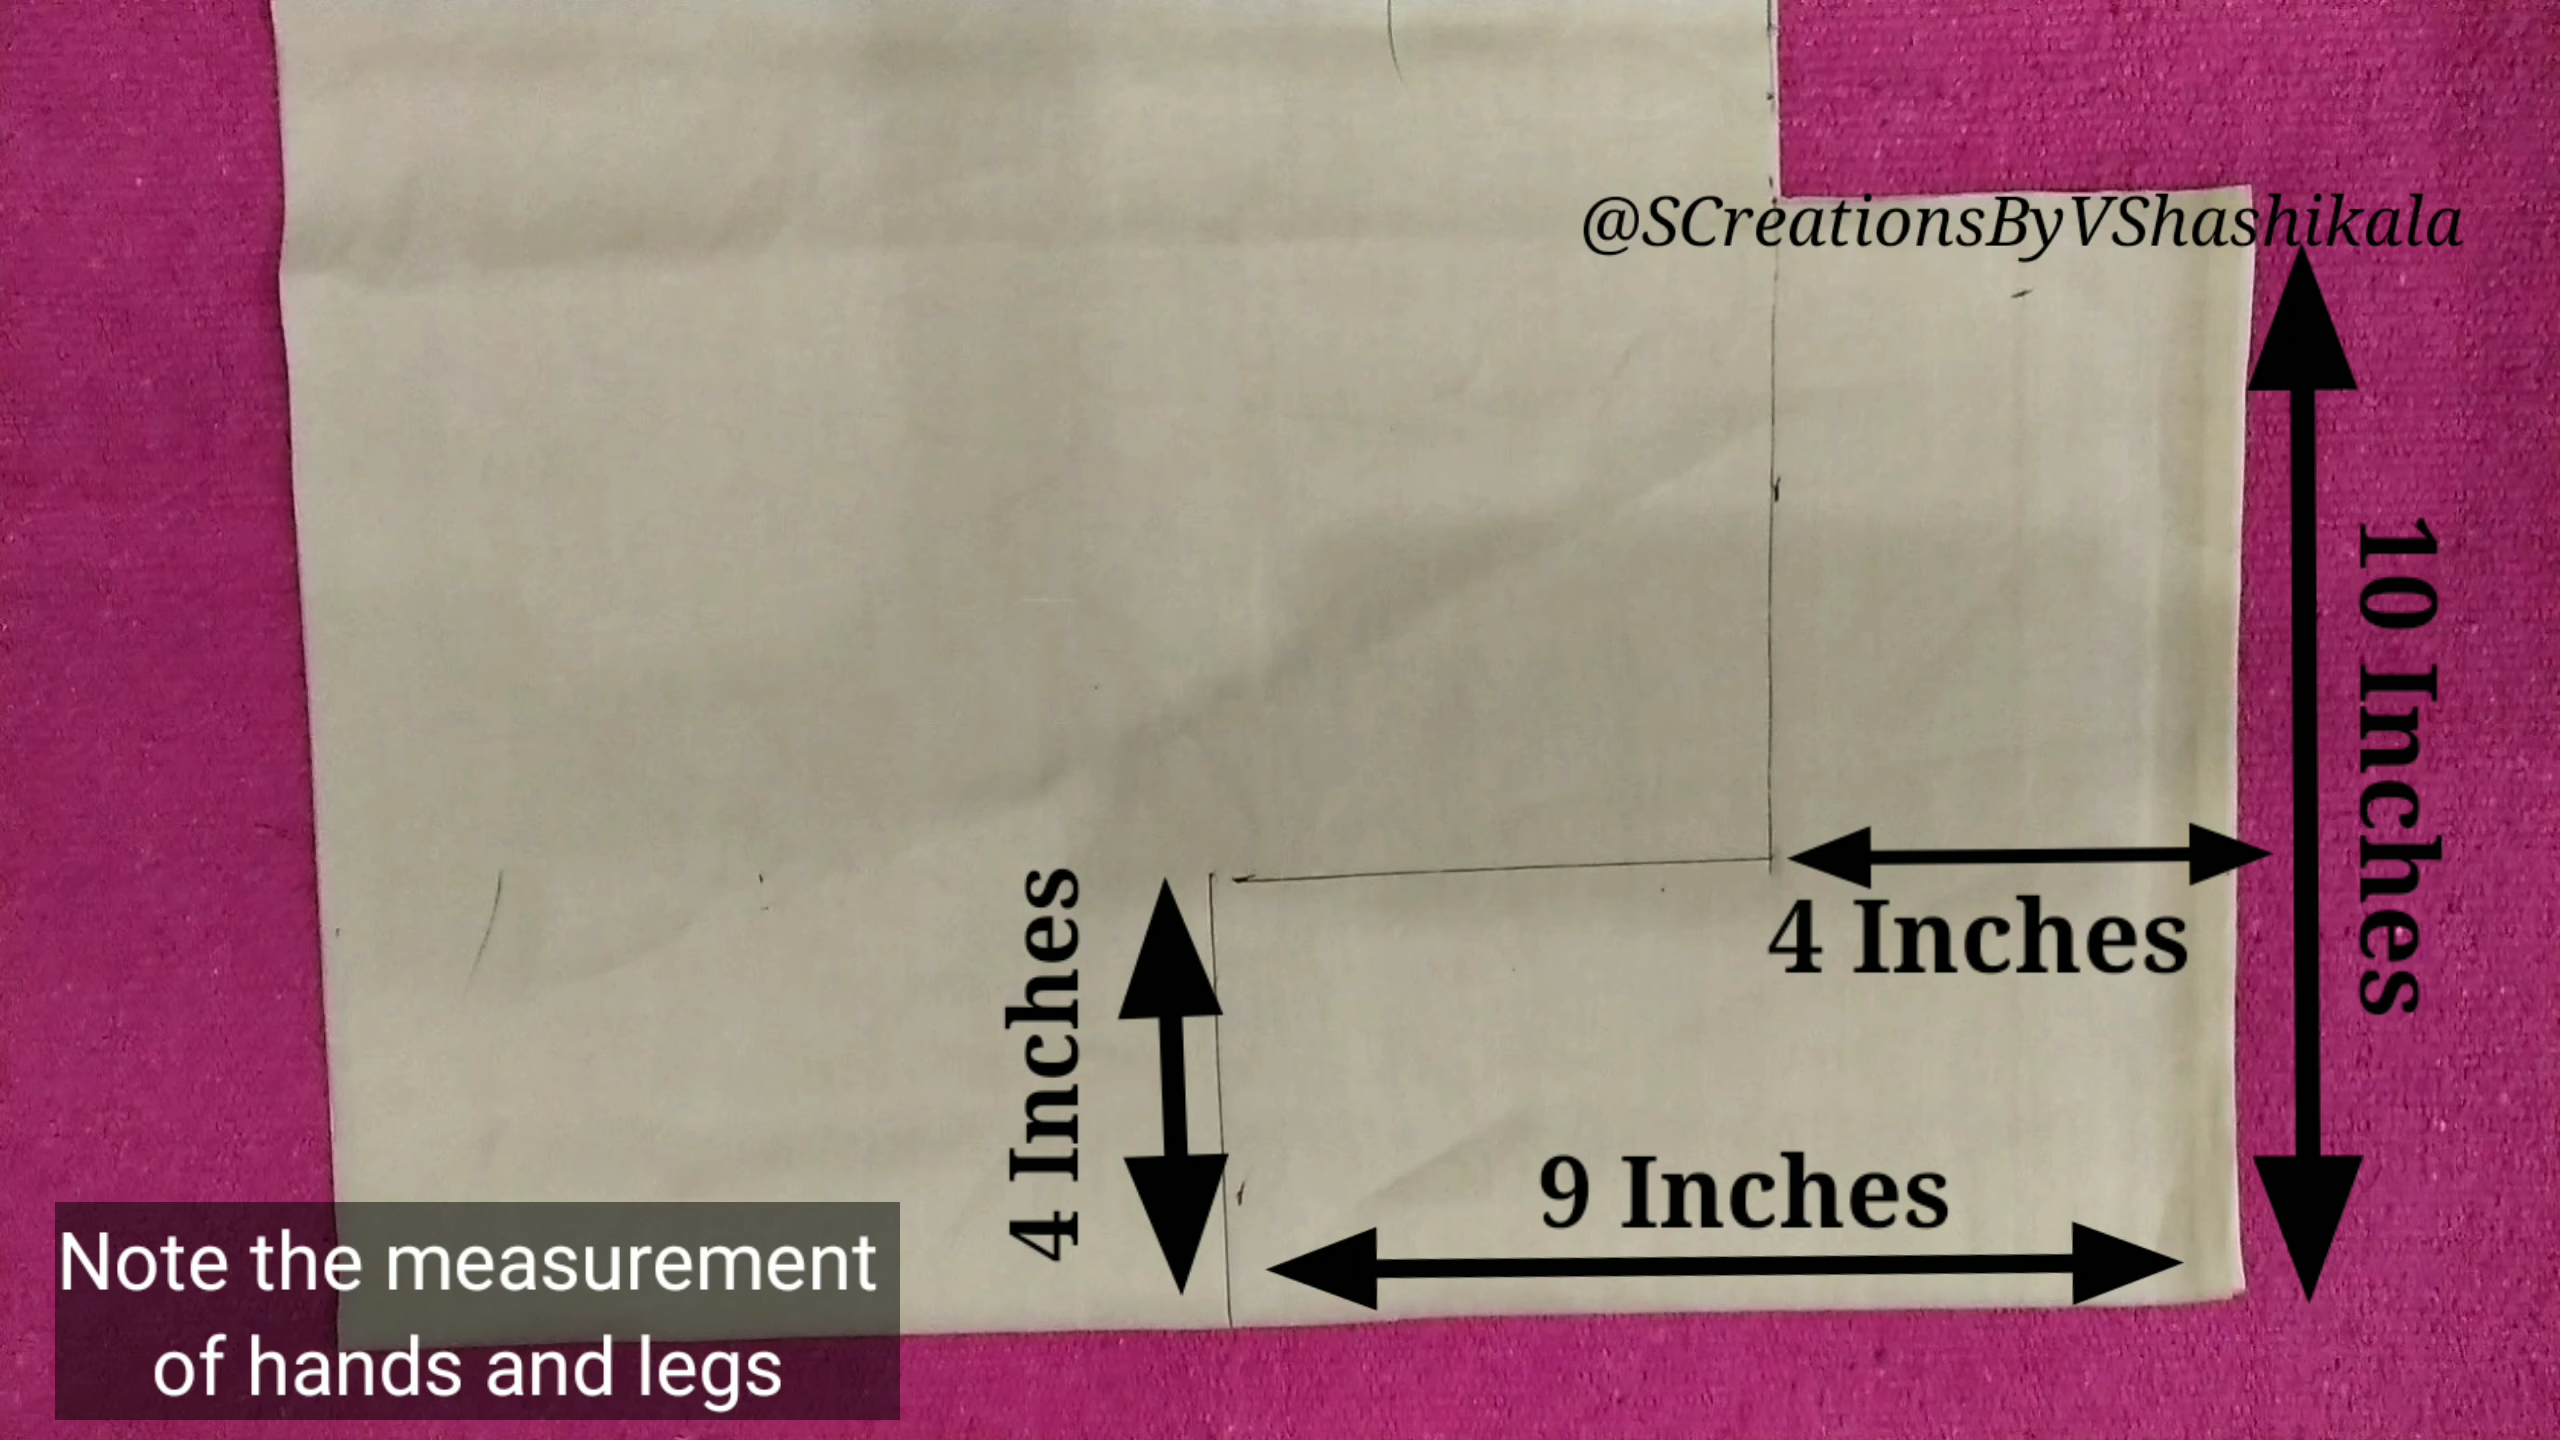 @SCreationsByVShashikala
10 Inches
4 Inches
4 Inches
9 Inches
Note the measurement
of hands and legs